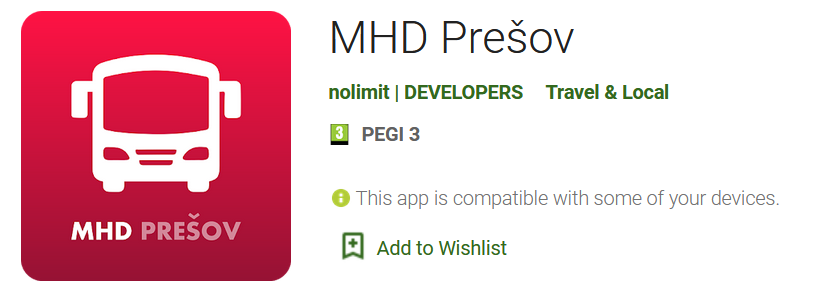 MHD PREŠOV
MHD Prešov
nolimit | DEVELOPERS Travel & Local
3 PEGI 3
This app is compatible with some of your devices.
Add to Wishlist